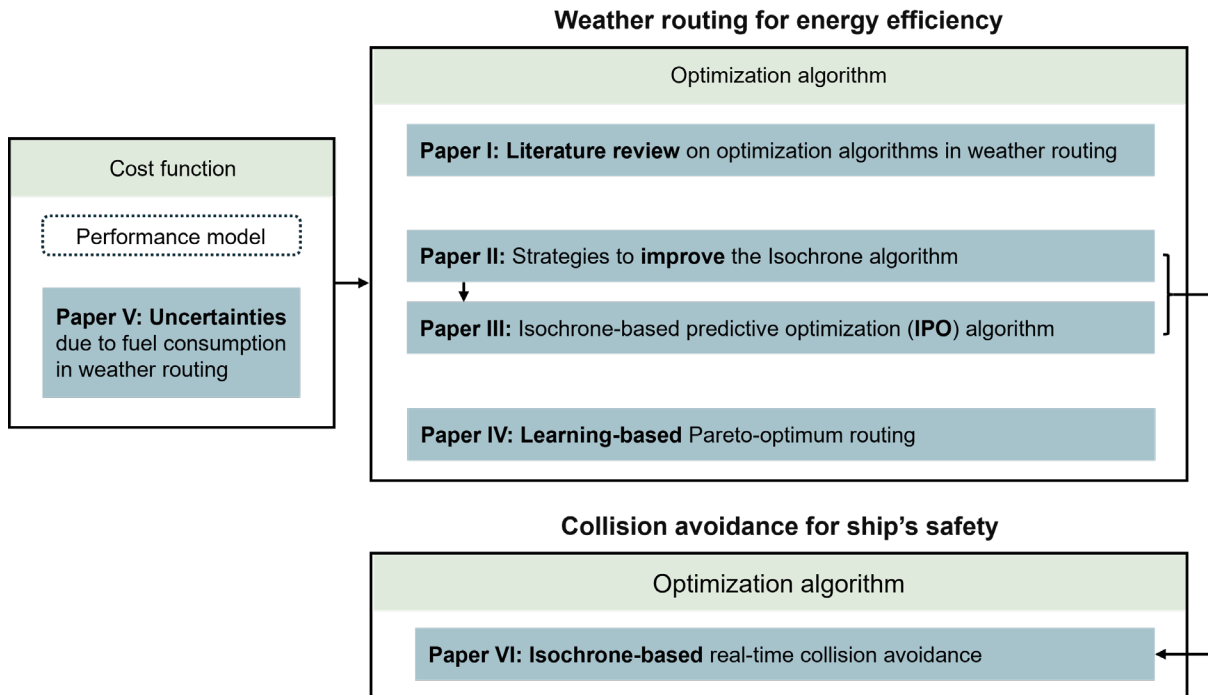 Weather routing for energy efficiency
Optimization algorithm
Paper I: Literature review on optimization algorithms in weather routing
Cost function
Performance model
Paper V: Uncertainties
due to fuel consumption
in weather routing
Paper II: Strategies to improve the Isochrone algorithm
Paper III: Isochrone-based predictive optimization (IPO) algorithm
Paper IV: Learning-based Pareto-optimum routing
Collision avoidance for ship's safety
Optimization algorithm
Paper VI: Isochrone-based real-time collision avoidance